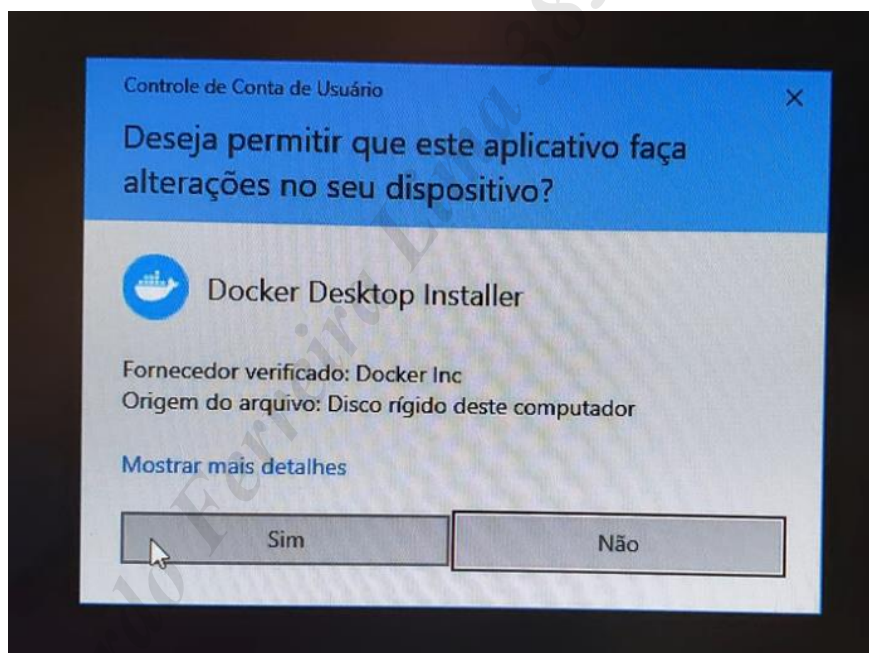 Controle de Conta de Usuário
Deseja permitir que este aplicativo faça
alterações no seu dispositivo?
Docker Desktop Installer
Fornecedor verificado: Docker Inc
Origem do arquivo: Disco rígido deste computador
Mostrar mais detalhes
Sim
Não
Ferreira